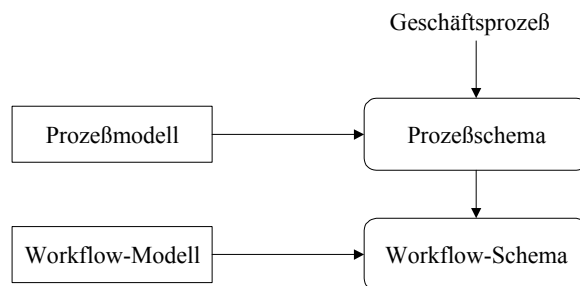 Geschäftsprozeß
Prozeßmodell
Prozeßschema
Workflow-Modell
Workflow-Schema